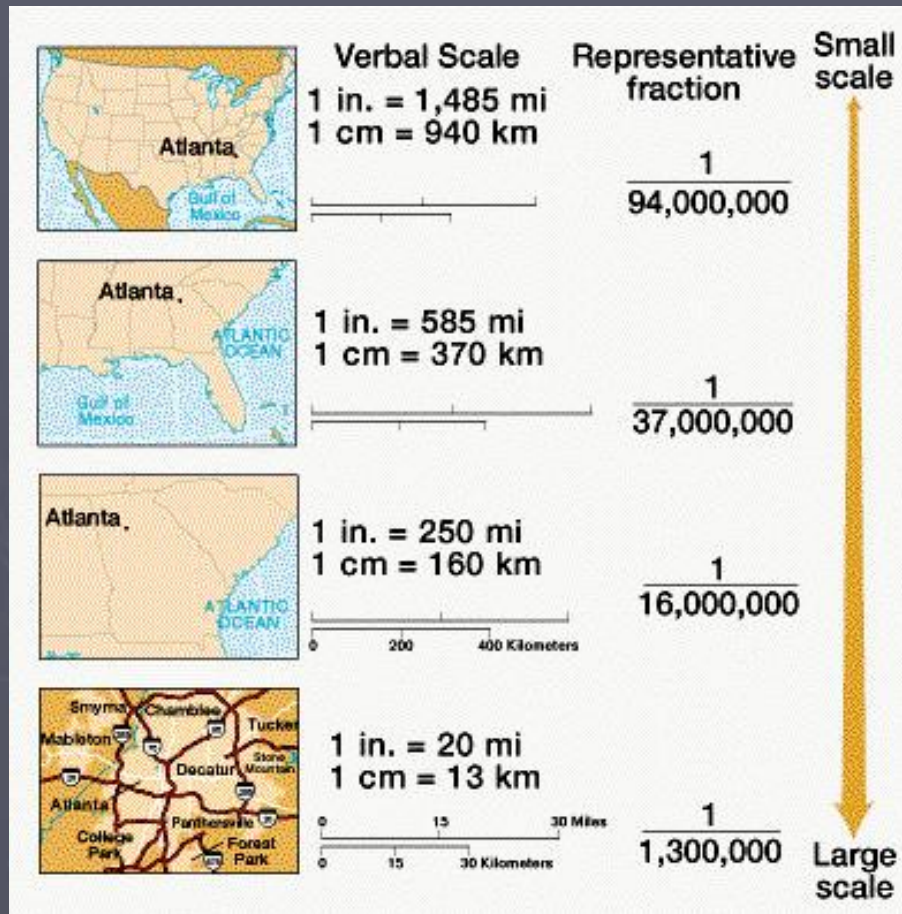 Verbal Scale
Representative
fraction
Small
scale
Atlanta
Gulf of
Mexico
1 in. = 1,485 mi
1 cm = 940 km
1
94,000,000
Atlanta
ATLANTIC
OCEAN
Gulf of
Mexico
1 in. = 585 mi
1 cm = 370 km
1
37,000,000
Atlanta
ATLANTIC
OCEAN
1 in. = 250 mi
1 cm = 160 km
0 200 400 Kilometers
1
16,000,000
Smyrna Chamblee
Tucker
Mableton
Stone
Mountain
Decatur
Atlanta
Panthersville
College
Park
Forest
Park
1 in. = 20 mi
1 cm = 13 km
0 15 30 Miles
0 15 30 Kilometers
1
1,300,000
Large
scale